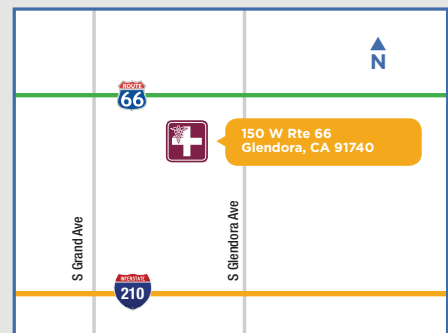 N
ROUTE
66
150 W Rte 66
Glendora, CA 91740
S Grand Ave
S Glendora Ave
INTERSTATE
210